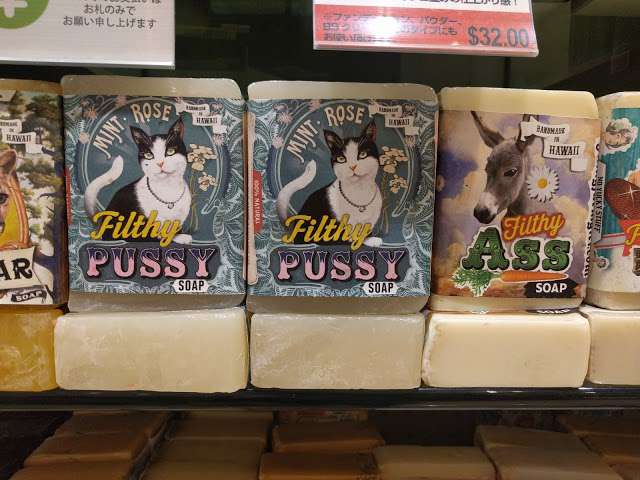 お札のみで
お願い申し上げます
$32.00
MINT. ROSE
HANDMADE
IN
HAWAII
Filthy
PUSSY
SOAP
MINT. ROSE
HANDMADE
IN
HAWAII
100% NATURAL
Filthy
PUSSY
SOAP
HANDMADE
IN
HAWAII
Filthy
Ass
SOAP
AR
SOAP